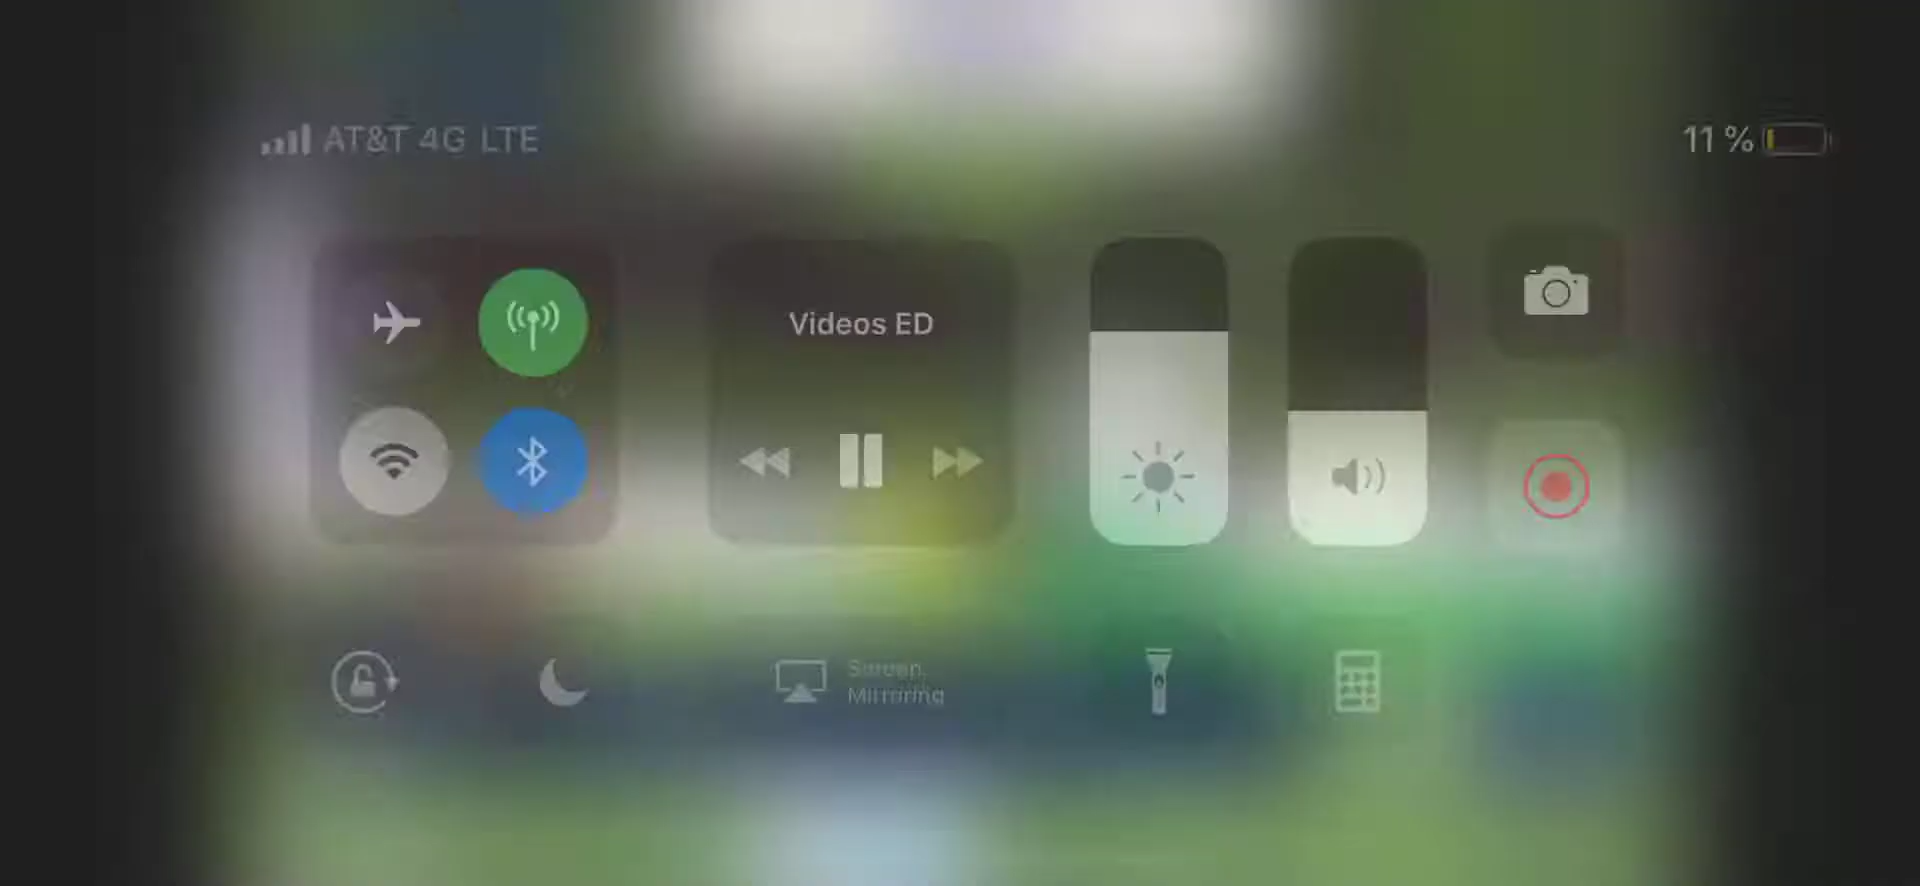 AT&T 4G LTE
11 %
Videos ED
Screen
Mirroring